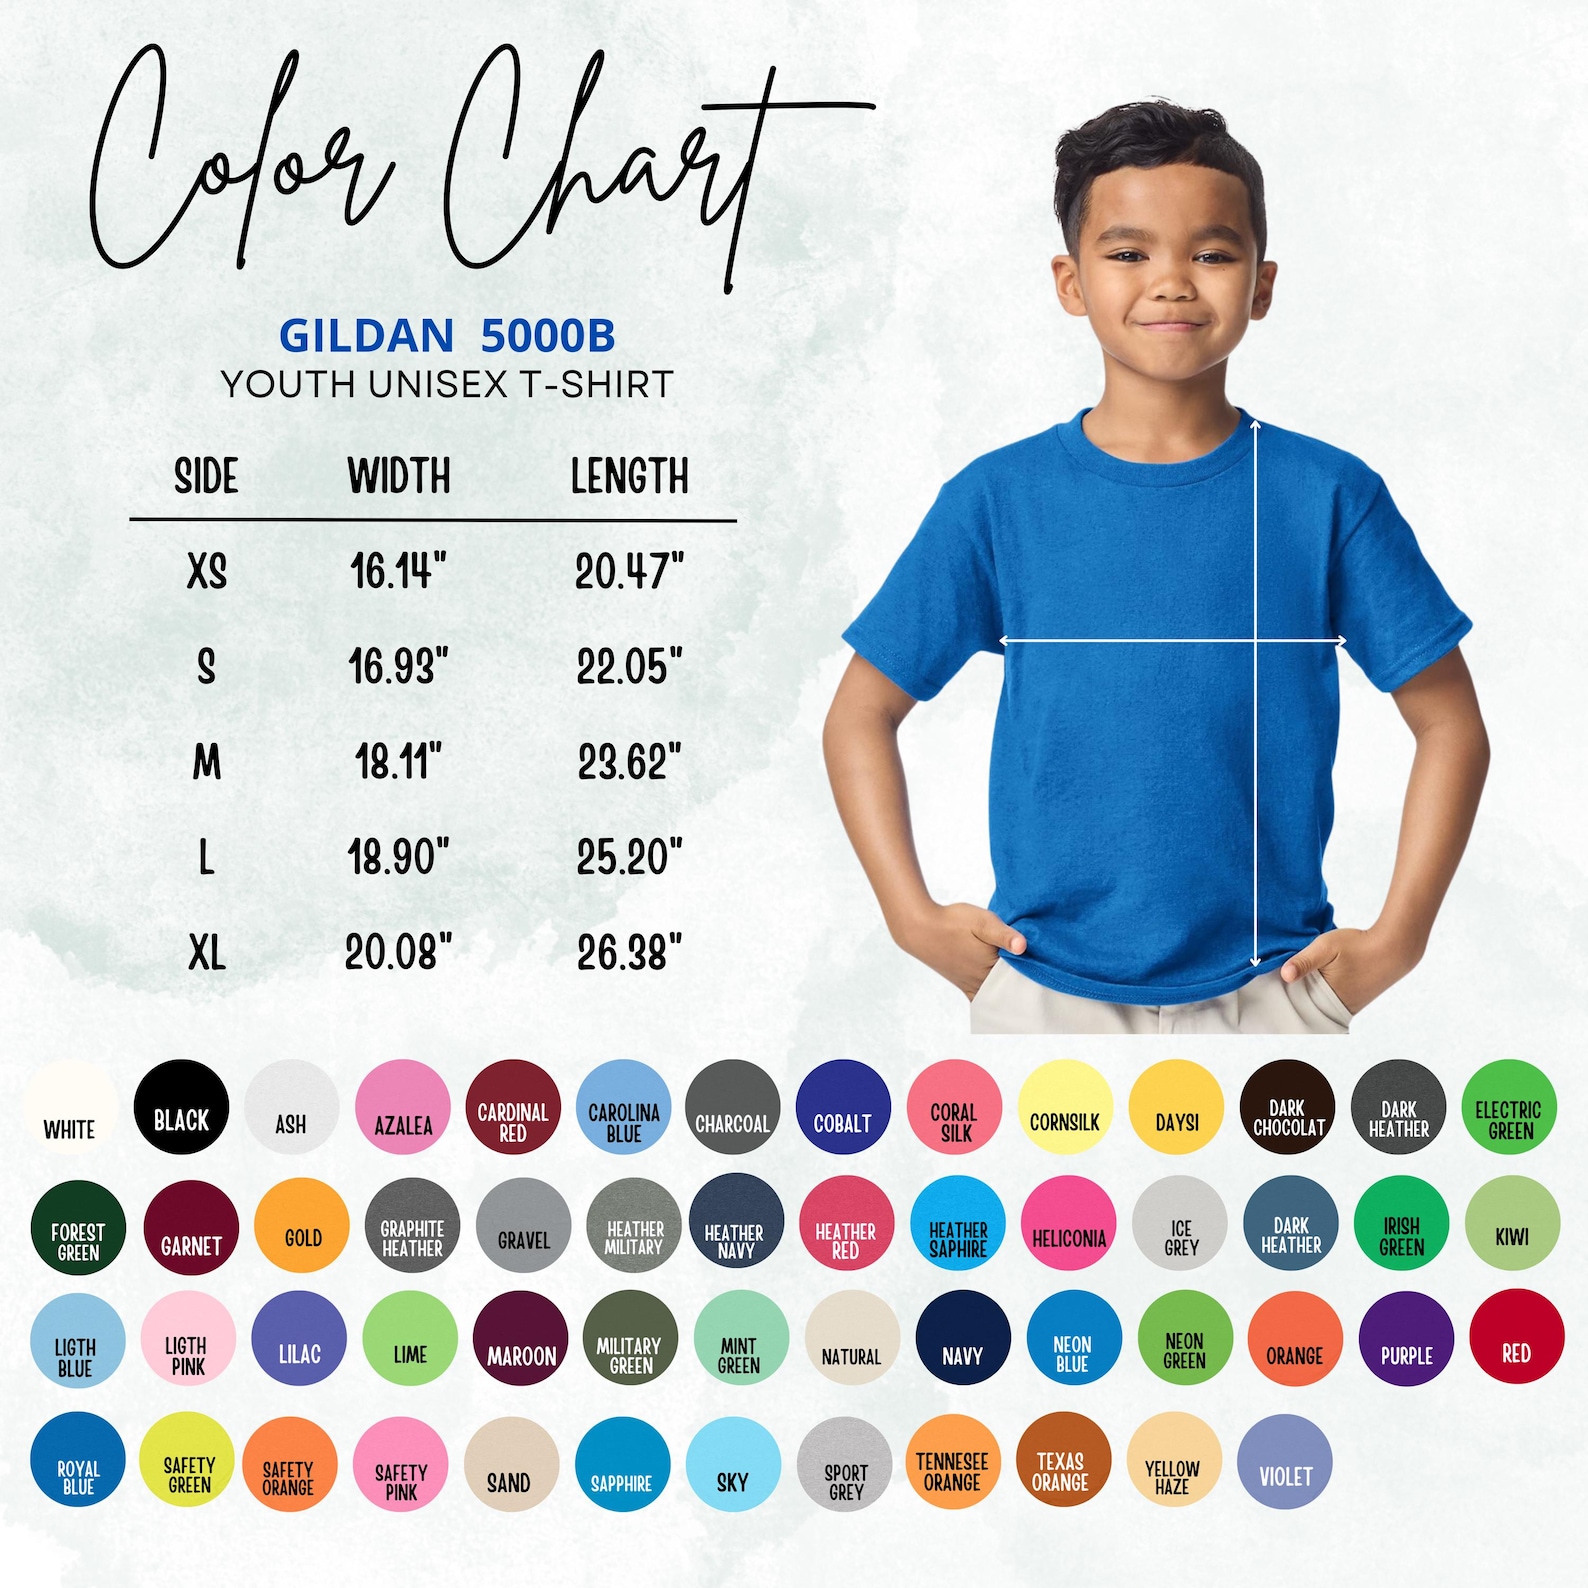 Color Chart
GILDAN 5000B
YOUTH UNISEX T-SHIRT
SIDE WIDTH LENGTH
XS 16.14" 20.47"
S 16.93" 22.05"
M 18.11" 23.62"
L 18.90" 25.20"
XL 20.08" 26.38"
WHITE
BLACK
ASH
AZALEA
CARDINAL
RED
CAROLINA
BLUE
CHARCOAL
COBALT
CORAL
SILK
CORNSILK
DAYSI
DARK
CHOCOLAT
DARK
HEATHER
ELECTRIC
GREEN
FOREST
GREEN
GARNET
GOLD
GRAPHITE
HEATHER
GRAVEL
HEATHER
MILITARY
HEATHER
NAVY
HEATHER
RED
HEATHER
SAPHIRE
HELICONIA
ICE
GREY
DARK
HEATHER
IRISH
GREEN
KIWI
LIGTH
BLUE
LIGTH
PINK
LILAC
LIME
MAROON
MILITARY
GREEN
MINT
GREEN
NATURAL
NAVY
NEON
BLUE
NEON
GREEN
ORANGE
PURPLE
RED
ROYAL
BLUE
SAFETY
GREEN
SAFETY
ORANGE
SAFETY
PINK
SAND
SAPPHIRE
SKY
SPORT
GREY
TENNESEE
ORANGE
TEXAS
ORANGE
YELLOW
HAZE
VIOLET